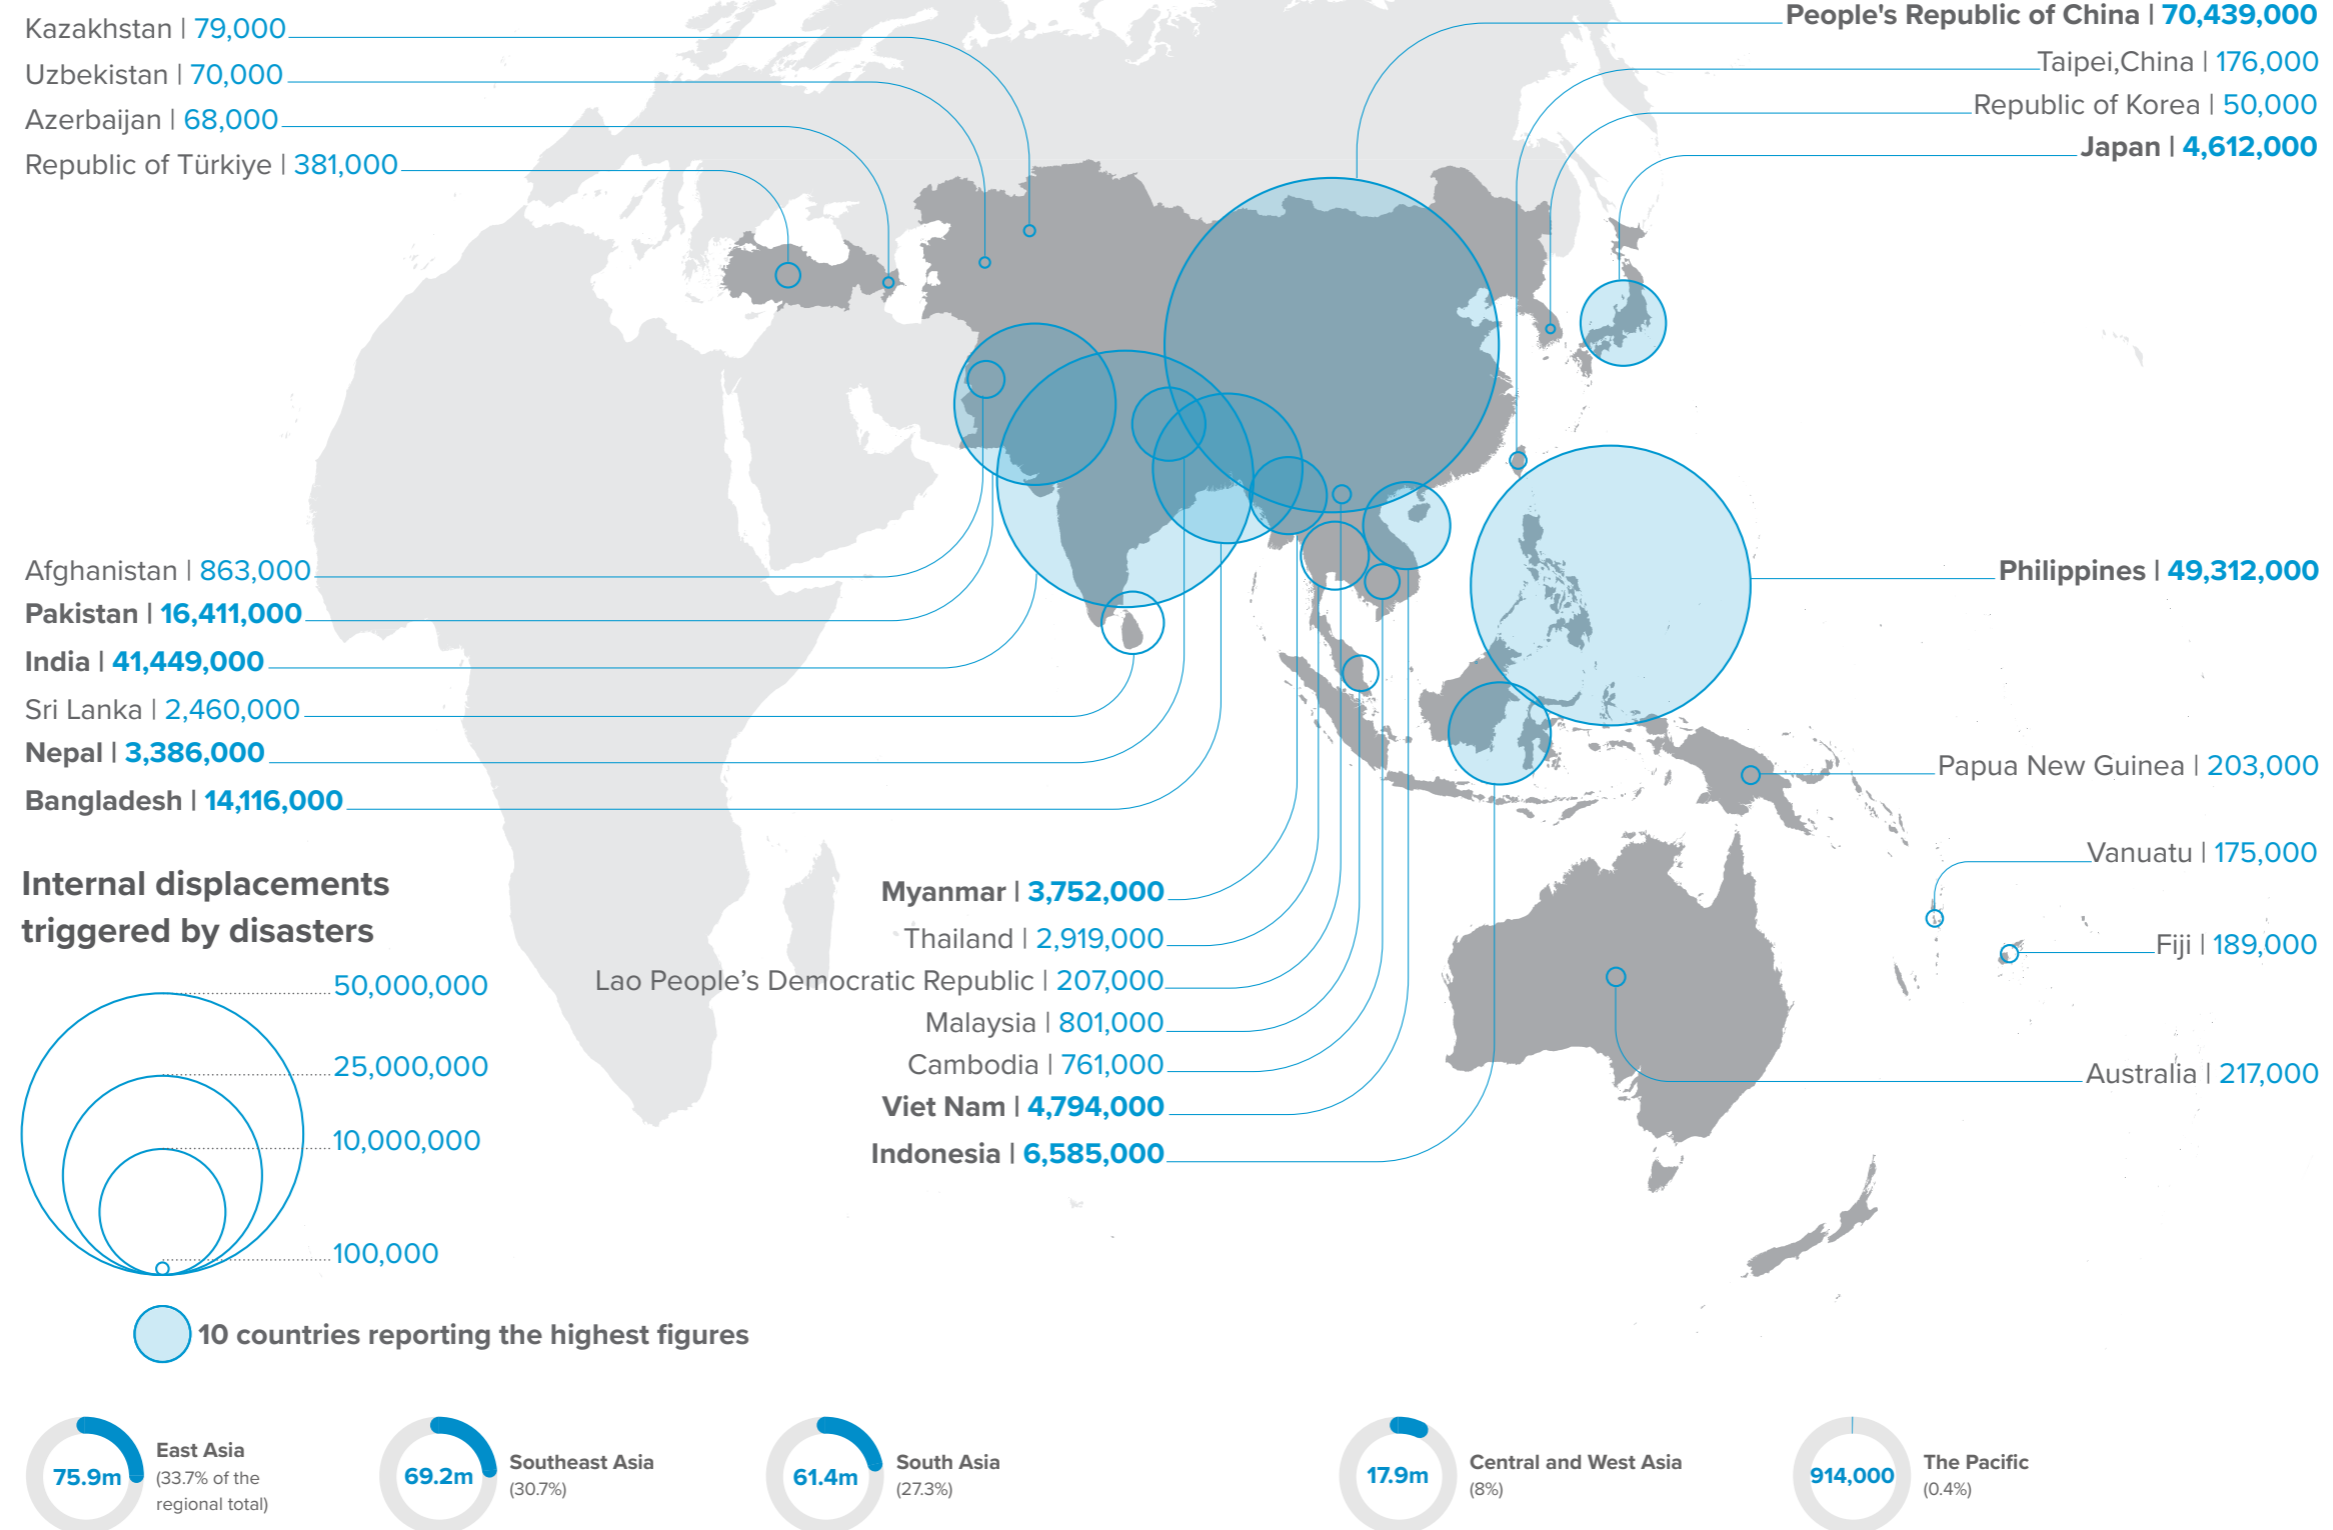 Kazakhstan | 79,000
Uzbekistan | 70,000
Azerbaijan | 68,000
Republic of Türkiye | 381,000
People's Republic of China | 70,439,000
Taipei,China | 176,000
Republic of Korea | 50,000
Japan | 4,612,000
Afghanistan | 863,000
Pakistan | 16,411,000
India | 41,449,000
Sri Lanka | 2,460,000
Nepal | 3,386,000
Bangladesh | 14,116,000
Philippines | 49,312,000
Papua New Guinea | 203,000
Vanuatu | 175,000
Fiji | 189,000
Australia | 217,000
Myanmar | 3,752,000
Thailand | 2,919,000
Lao People’s Democratic Republic | 207,000
Malaysia | 801,000
Cambodia | 761,000
Viet Nam | 4,794,000
Indonesia | 6,585,000
Internal displacements
triggered by disasters
50,000,000
25,000,000
10,000,000
100,000
10 countries reporting the highest figures
75.9m
East Asia
(33.7% of the
regional total)
69.2m
Southeast Asia
(30.7%)
61.4m
South Asia
(27.3%)
17.9m
Central and West Asia
(8%)
914,000
The Pacific
(0.4%)